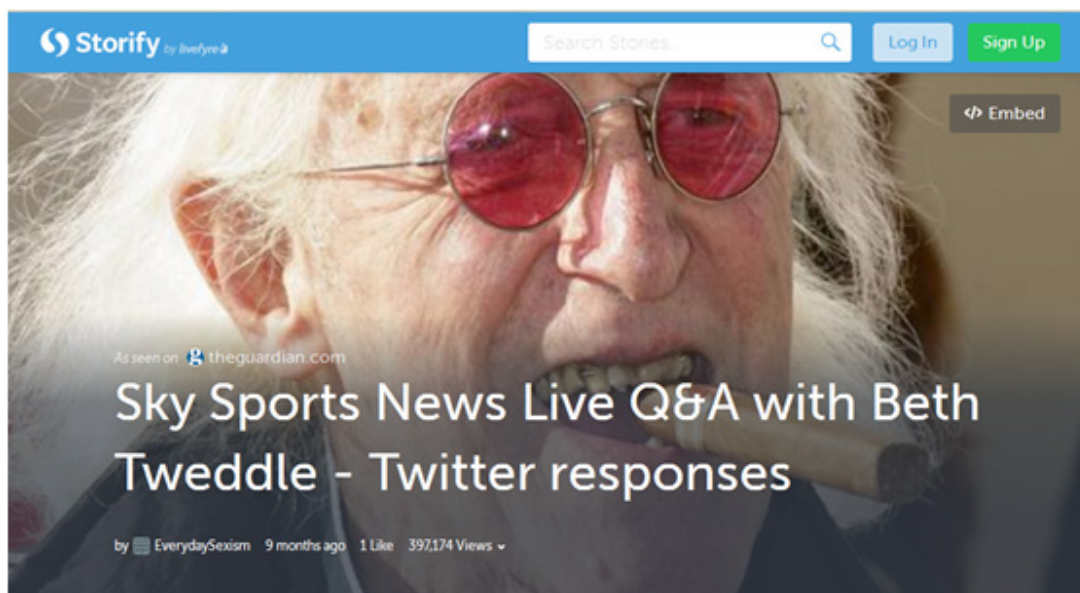 Storify by livefyre
Search Stories...
Log In
Sign Up
</> Embed
As seen on theguardian.com
Sky Sports News Live Q&A with Beth
Tweddle - Twitter responses
by EverydaySexism 9 months ago 1 Like 397,174 Views